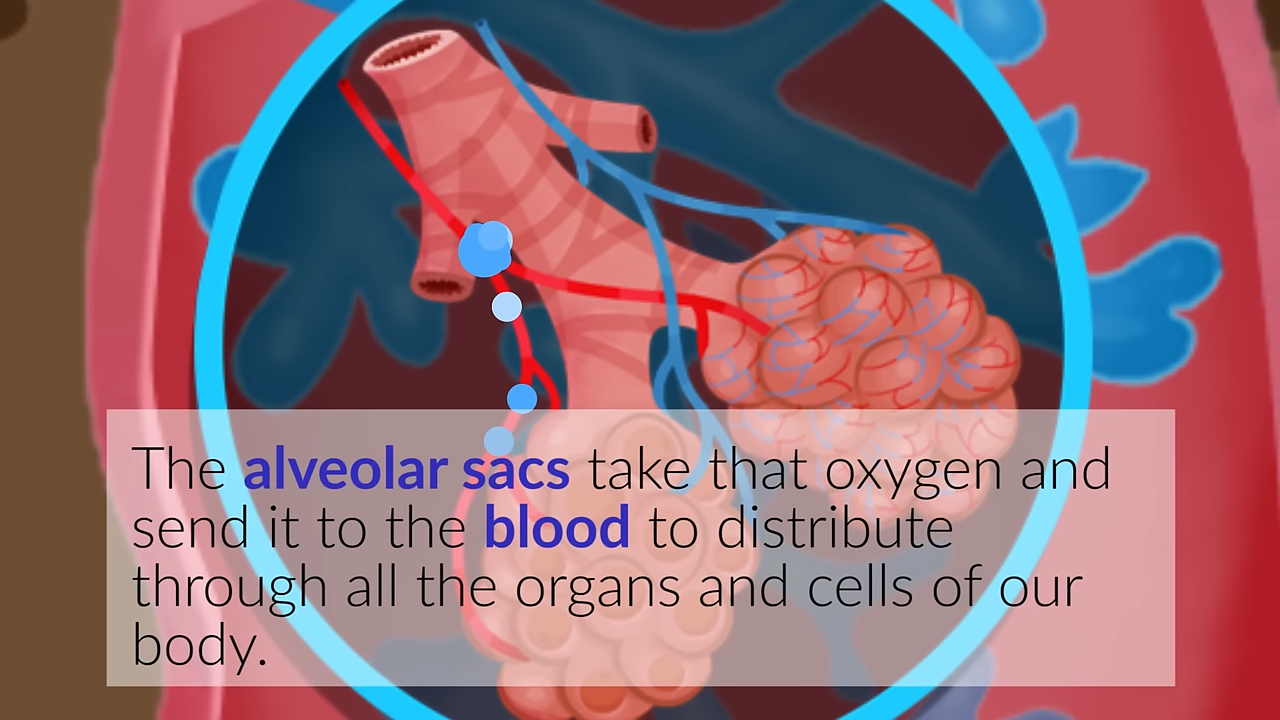 The alveolar sacs take that oxygen and
send it to the blood to distribute
through all the organs and cells of our
body.